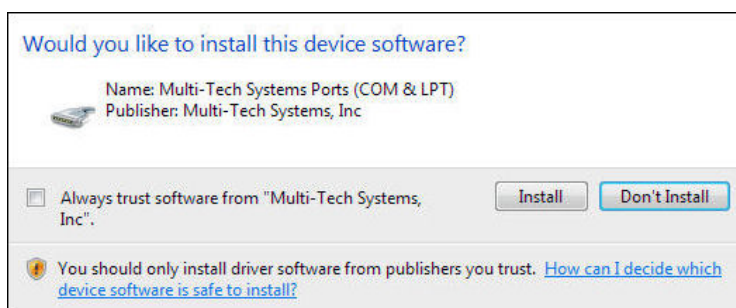 Would you like to install this device software?
Name: Multi-Tech Systems Ports (COM & LPT)
Publisher: Multi-Tech Systems, Inc
Always trust software from "Multi-Tech Systems,
Inc".
Install
Don't Install
You should only install driver software from publishers you trust. How can I decide which
device software is safe to install?